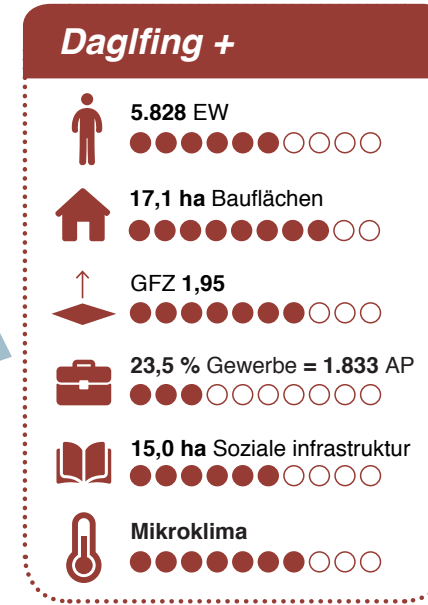 Daglfing +
5.828 EW
17,1 ha Bauflächen
GFZ 1,95
23,5 % Gewerbe = 1.833 AP
15,0 ha Soziale infrastruktur
Mikroklima